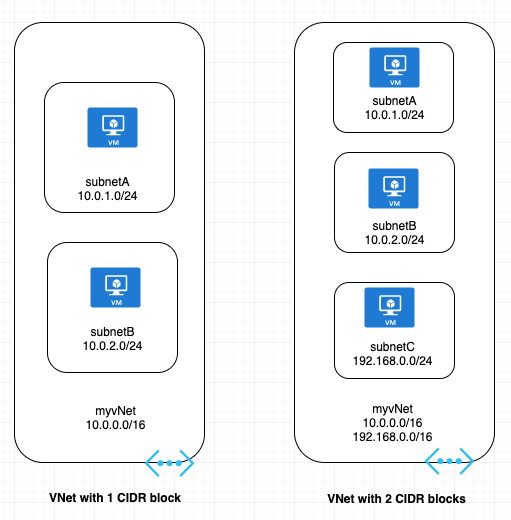 VM
subnetA
10.0.1.0/24
VM
subnetB
10.0.2.0/24
myvNet
10.0.0.0/16
VNet with 1 CIDR block
VM
subnetA
10.0.1.0/24
VM
subnetB
10.0.2.0/24
VM
subnetC
192.168.0.0/24
myvNet
10.0.0.0/16
192.168.0.0/16
VNet with 2 CIDR blocks